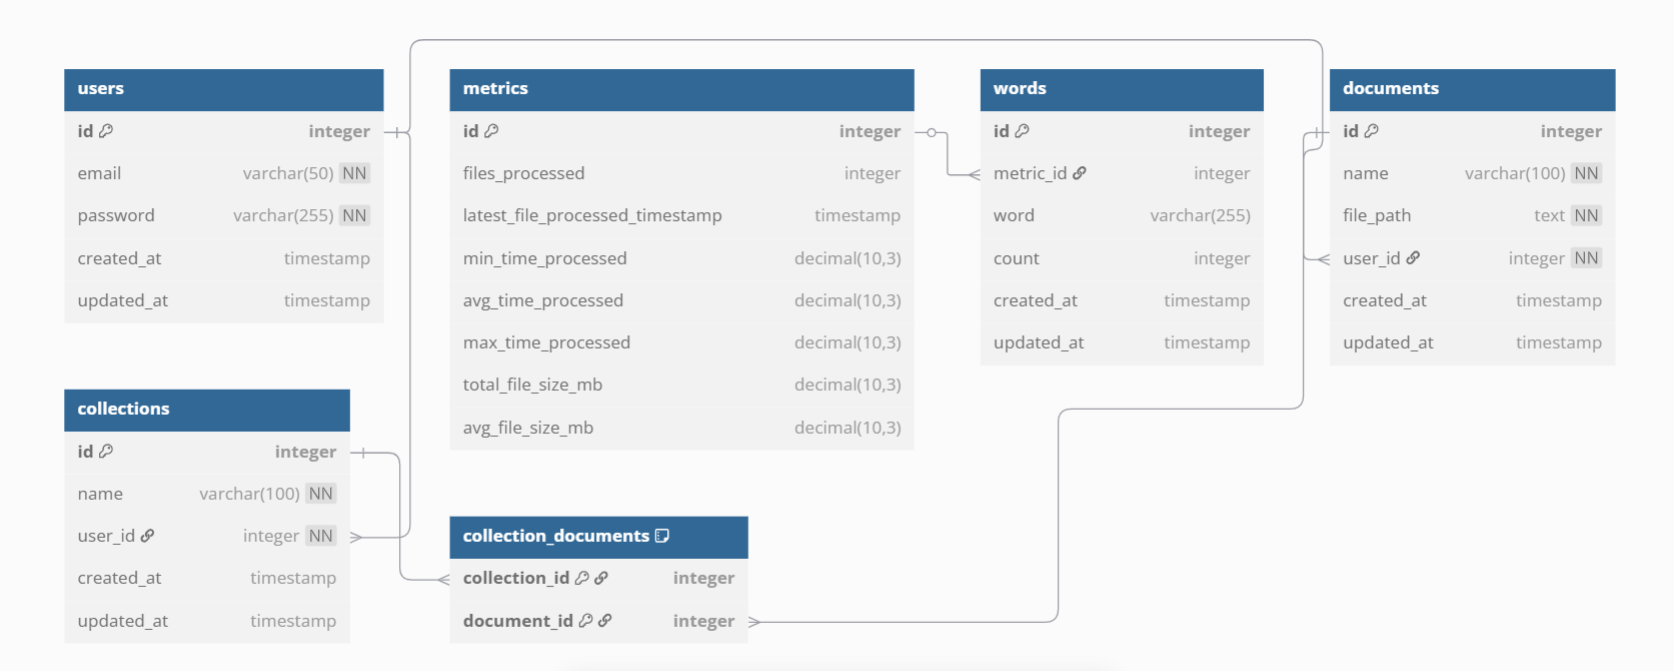 users
id integer
email varchar(50) NN
password varchar(255) NN
created_at timestamp
updated_at timestamp
metrics
id integer
files_processed integer
latest_file_processed_timestamp timestamp
min_time_processed decimal(10,3)
avg_time_processed decimal(10,3)
max_time_processed decimal(10,3)
total_file_size_mb decimal(10,3)
avg_file_size_mb decimal(10,3)
words
id integer
metric_id integer
word varchar(255)
count integer
created_at timestamp
updated_at timestamp
documents
id integer
name varchar(100) NN
file_path text NN
user_id integer NN
created_at timestamp
updated_at timestamp
collections
id integer
name varchar(100) NN
user_id integer NN
created_at timestamp
updated_at timestamp
collection_documents
collection_id integer
document_id integer